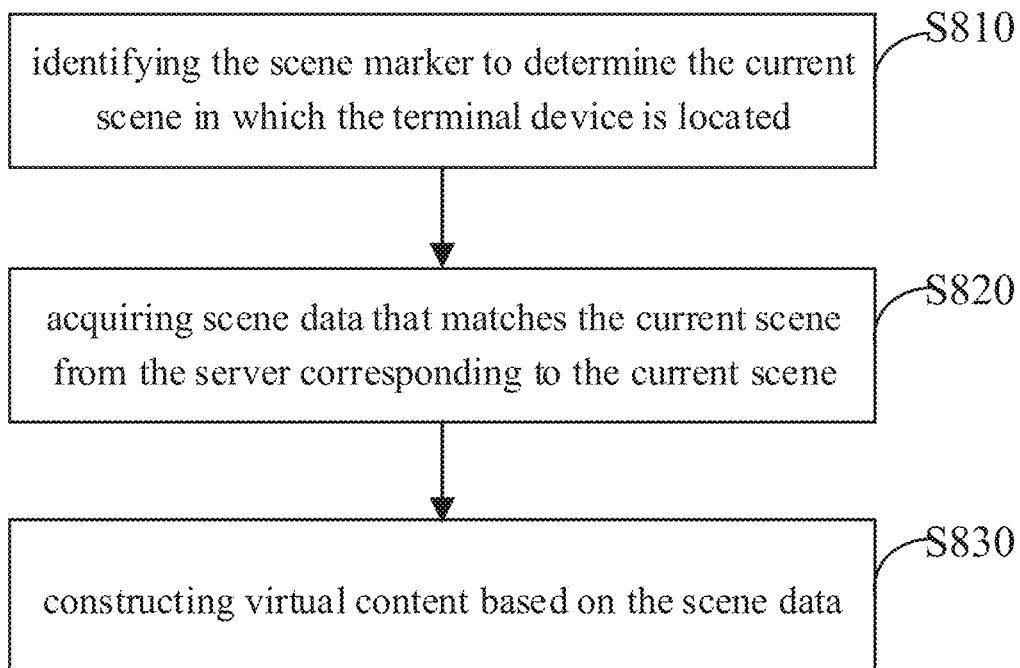 S810
identifying the scene marker to determine the current
scene in which the terminal device is located
S820
acquiring scene data that matches the current scene
from the server corresponding to the current scene
S830
constructing virtual content based on the scene data